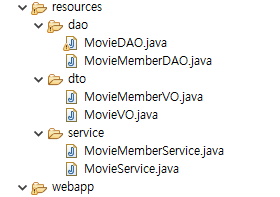 resources
dao
MovieDAO.java
MovieMemberDAO.java
dto
MovieMemberVO.java
MovieVO.java
service
MovieMemberService.java
MovieService.java
webapp